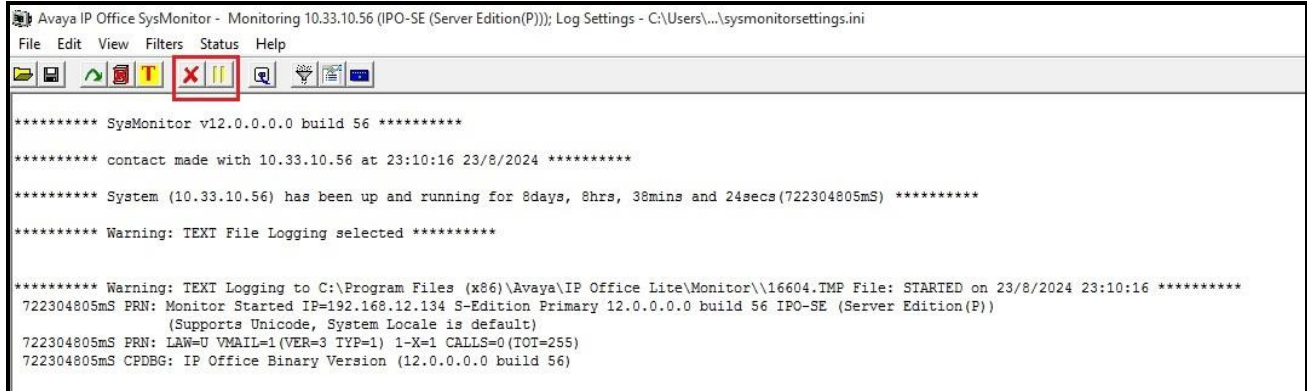 Avaya IP Office SysMonitor - Monitoring 10.33.10.56 (IPO-SE (Server Edition(P))); Log Settings - C:\Users\...\sysmonitorsettings.ini
File Edit View Filters Status Help
T
********** SysMonitor v12.0.0.0.0 build 56 **********
********** contact made with 10.33.10.56 at 23:10:16 23/8/2024 **********
********** System (10.33.10.56) has been up and running for 8days, 8hrs, 38mins and 24secs(722304805mS) **********
********** Warning: TEXT File Logging selected **********
********** Warning: TEXT Logging to C:\Program Files (x86)\Avaya\IP Office Lite\Monitor\\16604.TMP File: STARTED on 23/8/2024 23:10:16 **********
722304805mS PRN: Monitor Started IP=192.168.12.134 S-Edition Primary 12.0.0.0.0 build 56 IPO-SE (Server Edition(P))
(Supports Unicode, System Locale is default)
722304805mS PRN: LAW=U VMAIL=1(VER=3 TYP=1) 1-X=1 CALLS=0(TOT=255)
722304805mS CPDBG: IP Office Binary Version (12.0.0.0.0 build 56)